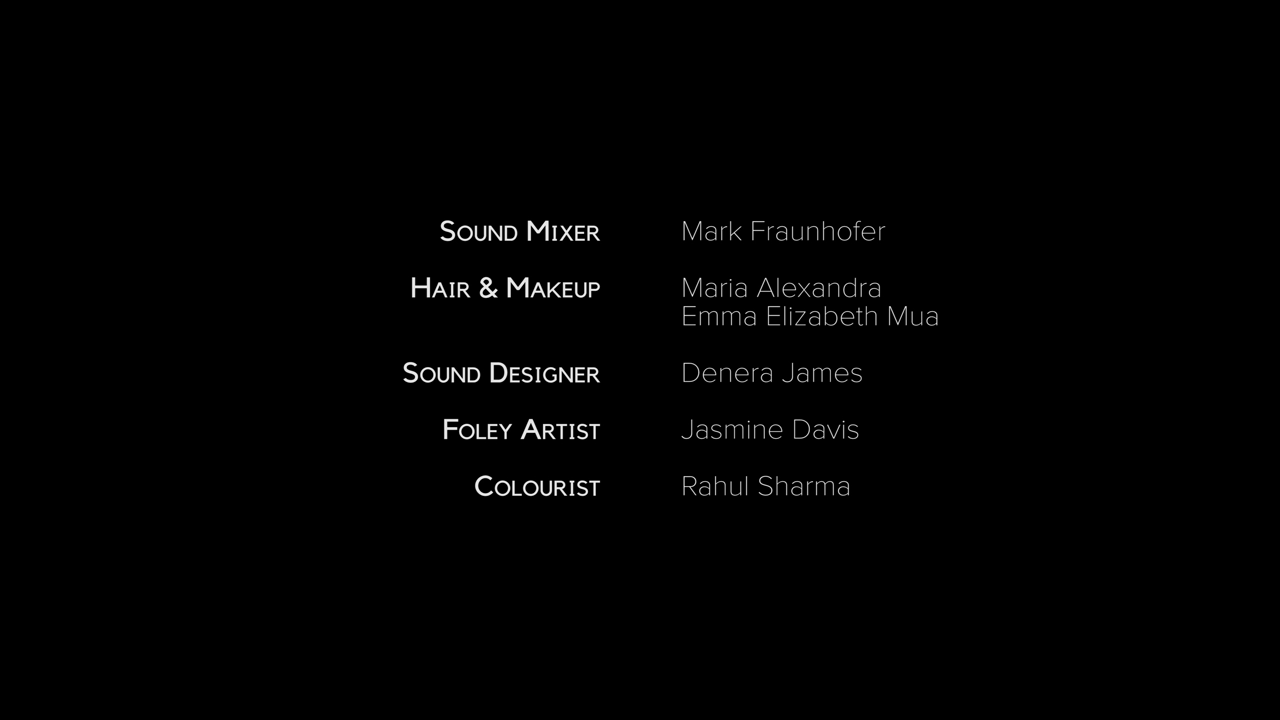 Sound Mixer Mark Fraunhofer
Hair & Makeup Maria Alexandra
Emma Elizabeth Mua
Sound Designer Denera James
Foley Artist Jasmine Davis
Colourist Rahul Sharma